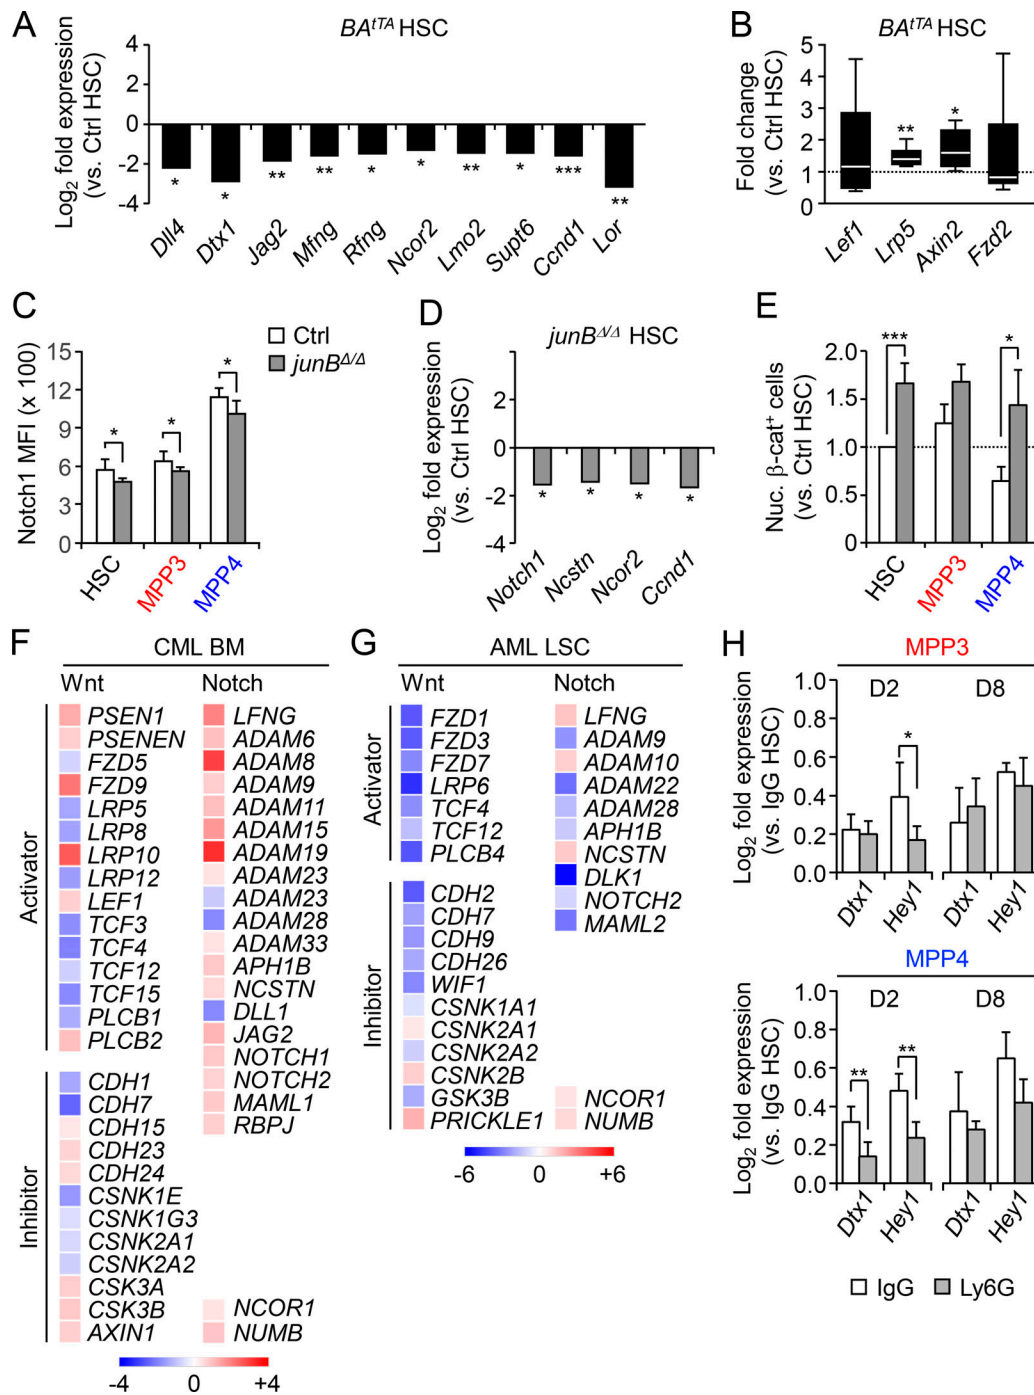 A
BAtTA HSC
Log2 fold expression
(vs. Ctrl HSC)
4
2
0
-2
-4
*
*
**
**
*
*
**
*
***
**
Dll4
Dtx1
Jag2
Mfng
Rfng
Ncor2
Lmo2
Supt6
Ccnd1
Lor
B
BAtTA HSC
Fold change
(vs. Ctrl HSC)
5
4
3
2
1
0
**
*
Lef1
Lrp5
Axin2
Fzd2
C
Ctrl
junBΔ/Δ
Notch1 MFI (x 100)
15
12
9
6
3
0
*
*
*
HSC
MPP3
MPP4
D
junBΔ/Δ HSC
Log2 fold expression
(vs. Ctrl HSC)
4
2
0
-2
-4
*
*
*
*
Notch1
Ncstn
Ncor2
Ccnd1
E
Nuc. β-cat+ cells
(vs. Ctrl HSC)
2.0
1.5
1.0
0.5
0
***
*
HSC
MPP3
MPP4
F
CML BM
Wnt
Notch
Activator
PSEN1
PSENEN
FZD5
FZD9
LRP5
LRP8
LRP10
LRP12
LEF1
TCF3
TCF4
TCF12
TCF15
PLCB1
PLCB2
LFNG
ADAM6
ADAM8
ADAM9
ADAM11
ADAM15
ADAM19
ADAM23
ADAM23
ADAM28
ADAM33
APH1B
NCSTN
DLL1
JAG2
NOTCH1
NOTCH2
MAML1
RBPJ
Inhibitor
CDH1
CDH7
CDH15
CDH23
CDH24
CSNK1E
CSNK1G3
CSNK2A1
CSNK2A2
CSK3A
CSK3B
AXIN1
NCOR1
NUMB
-4
0
+4
G
AML LSC
Wnt
Notch
Activator
FZD1
FZD3
FZD7
LRP6
TCF4
TCF12
PLCB4
LFNG
ADAM9
ADAM10
ADAM22
ADAM28
APH1B
NCSTN
DLK1
NOTCH2
MAML2
Inhibitor
CDH2
CDH7
CDH9
CDH26
WIF1
CSNK1A1
CSNK2A1
CSNK2A2
CSNK2B
GSK3B
PRICKLE1
NCOR1
NUMB
-6
0
+6
H
MPP3
D2
D8
Log2 fold expression
(vs. IgG HSC)
1.0
0.8
0.6
0.4
0.2
0
*
Dtx1
Hey1
Dtx1
Hey1
MPP4
D2
D8
Log2 fold expression
(vs. IgG HSC)
1.0
0.8
0.6
0.4
0.2
0
**
**
Dtx1
Hey1
Dtx1
Hey1
IgG
Ly6G